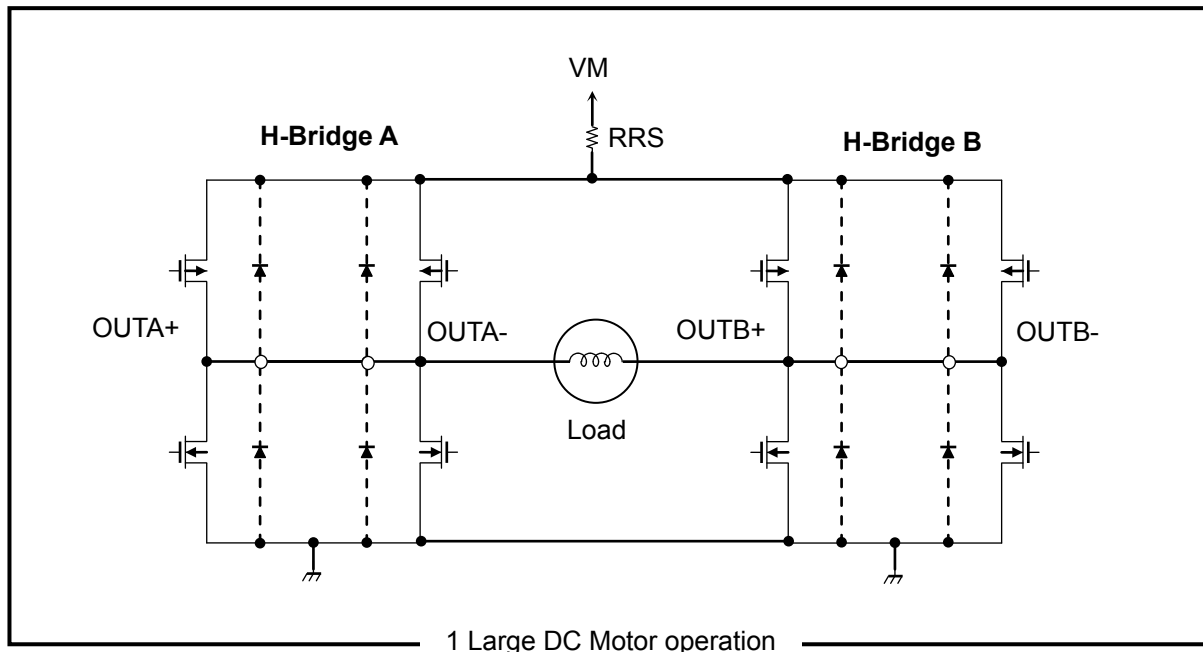 VM
RRS
H-Bridge A
H-Bridge B
OUTA+
OUTA-
OUTB+
OUTB-
Load
1 Large DC Motor operation